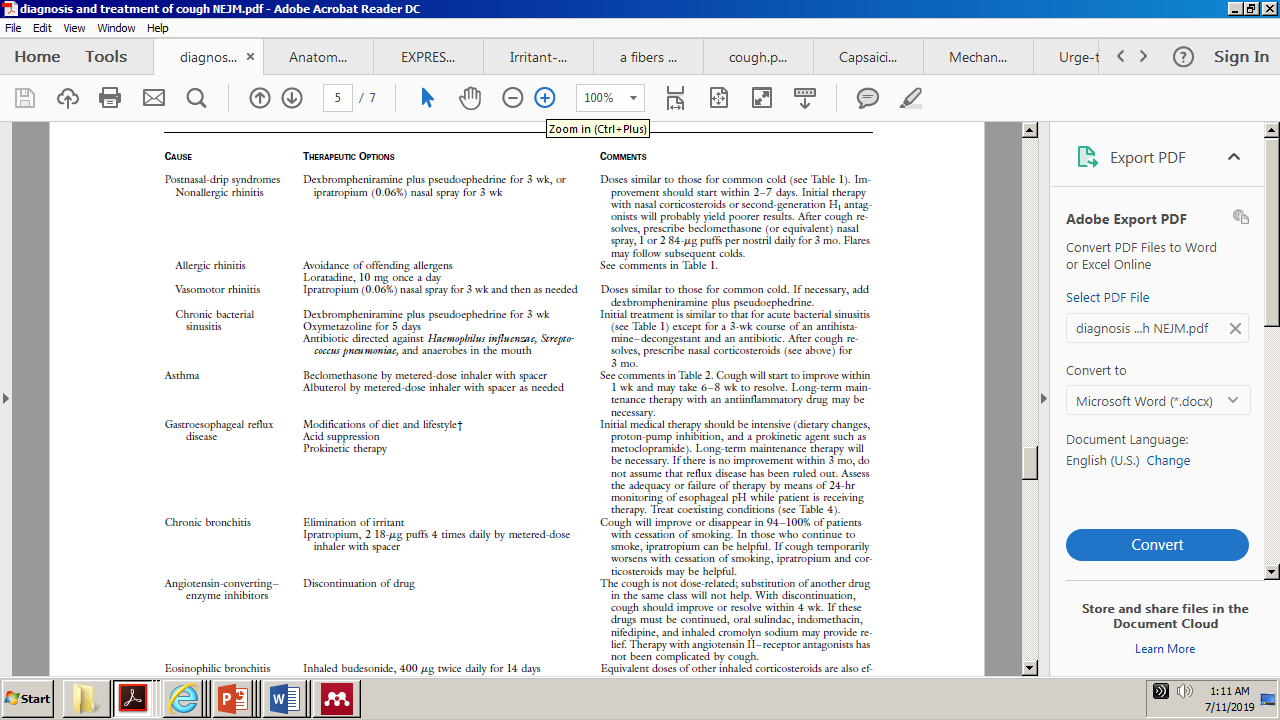 diagnosis and treatment of cough NEJM.pdf - Adobe Acrobat Reader DC
File Edit View Window Help
Home Tools diagnos... × Anatom... EXPRES... Irritant-... a fibers ... cough.p... Capsaici Mechan... Urge-t Sign In
5 / 7 100%
Zoom in (Ctrl+Plus)
CAUSE THERAPEUTIC OPTIONS COMMENTS
Postnasal-drip syndromes Dexbrompheniramine plus pseudoephedrine for 3 wk, or Doses similar to those for common cold (see Table 1). Im-
Nonallergic rhinitis ipratropium (0.06%) nasal spray for 3 wk provement should start within 2–7 days. Initial therapy
with nasal corticosteroids or second-generation H₁ antag-
onists will probably yield poorer results. After cough re-
solves, prescribe beclomethasone (or equivalent) nasal
spray, 1 or 2 84-μg puffs per nostril daily for 3 mo. Flares
may follow subsequent colds.
Allergic rhinitis Avoidance of offending allergens See comments in Table 1.
Loratadine, 10 mg once a day
Vasomotor rhinitis Ipratropium (0.06%) nasal spray for 3 wk and then as needed Doses similar to those for common cold. If necessary, add
dexbrompheniramine plus pseudoephedrine.
Chronic bacterial Dexbrompheniramine plus pseudoephedrine for 3 wk Initial treatment is similar to that for acute bacterial sinusitis
sinusitis Oxymetazoline for 5 days (see Table 1) except for a 3-wk course of an antihista-
Antibiotic directed against Haemophilus influenzae, Strepto- mine–decongestant and an antibiotic. After cough re-
coccus pneumoniae, and anaerobes in the mouth solves, prescribe nasal corticosteroids (see above) for
3 mo.
Asthma Beclomethasone by metered-dose inhaler with spacer See comments in Table 2. Cough will start to improve within
Albuterol by metered-dose inhaler with spacer as needed 1 wk and may take 6–8 wk to resolve. Long-term main-
tenance therapy with an antiinflammatory drug may be
necessary.
Gastroesophageal reflux Modifications of diet and lifestyle† Initial medical therapy should be intensive (dietary changes,
disease Acid suppression proton-pump inhibition, and a prokinetic agent such as
Prokinetic therapy metoclopramide). Long-term maintenance therapy will
be necessary. If there is no improvement within 3 mo, do
not assume that reflux disease has been ruled out. Assess
the adequacy or failure of therapy by means of 24-hr
monitoring of esophageal pH while patient is receiving
therapy. Treat coexisting conditions (see Table 4).
Chronic bronchitis Elimination of irritant Cough will improve or disappear in 94–100% of patients
Ipratropium, 2 18-μg puffs 4 times daily by metered-dose with cessation of smoking. In those who continue to
inhaler with spacer smoke, ipratropium can be helpful. If cough temporarily
worsens with cessation of smoking, ipratropium and cor-
ticosteroids may be helpful.
Angiotensin-converting– Discontinuation of drug The cough is not dose-related; substitution of another drug
enzyme inhibitors in the same class will not help. With discontinuation,
cough should improve or resolve within 4 wk. If these
drugs must be continued, oral sulindac, indomethacin,
nifedipine, and inhaled cromolyn sodium may provide re-
lief. Therapy with angiotensin II–receptor antagonists has
not been complicated by cough.
Eosinophilic bronchitis Inhaled budesonide, 400 μg twice daily for 14 days Equivalent doses of other inhaled corticosteroids are also ef-
Export PDF
Adobe Export PDF
Convert PDF Files to Word
or Excel Online
Select PDF File
diagnosis ...h NEJM.pdf
Convert to
Microsoft Word (*.docx)
Document Language:
English (U.S.) Change
Convert
Store and share files in the
Document Cloud
Learn More
Start
1:11 AM
7/11/2019